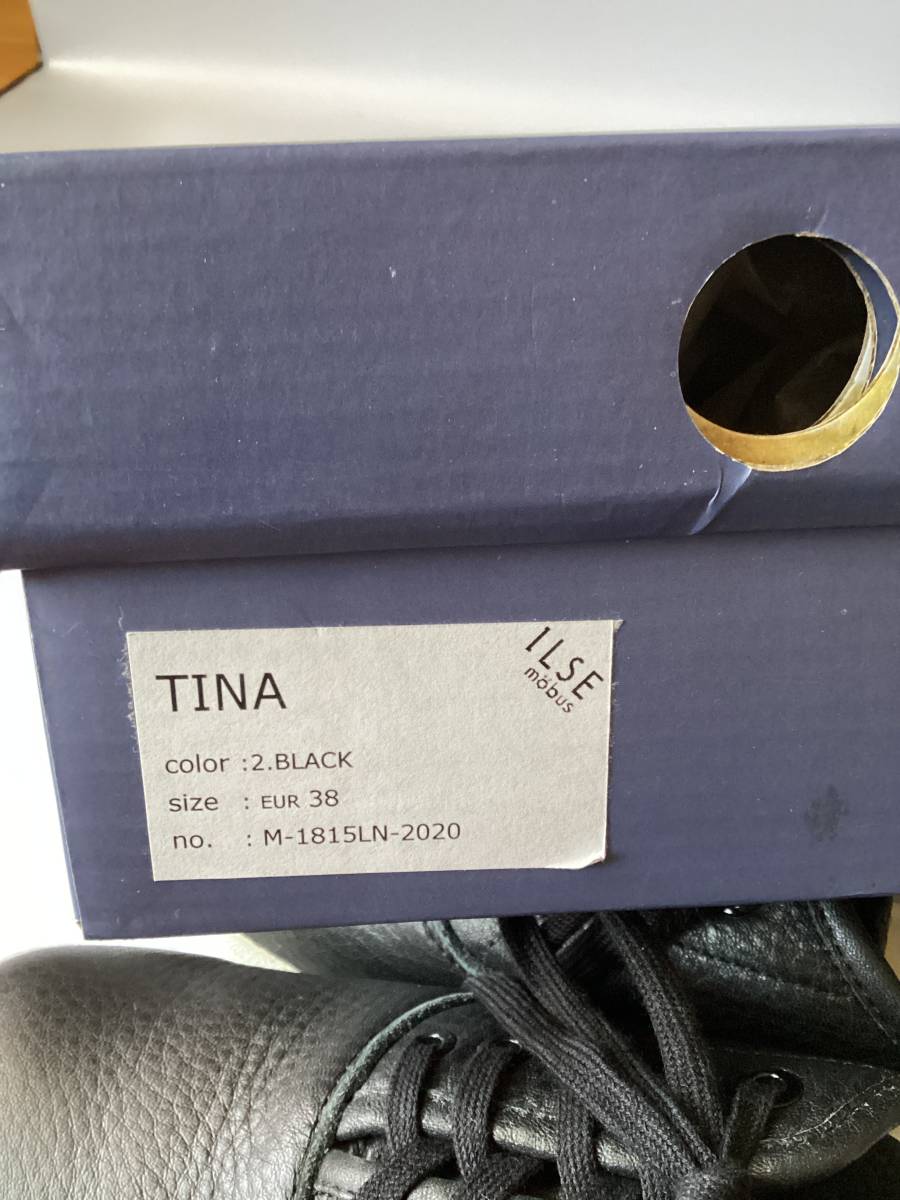 ILSE
möbus
TINA
color :2.BLACK
size : EUR 38
no. : M-1815LN-2020